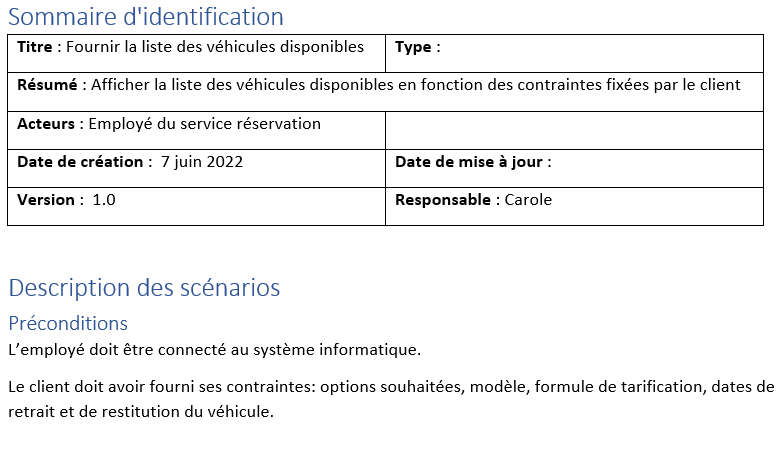 Sommaire d'identification
Titre : Fournir la liste des véhicules disponibles
Type :
Résumé : Afficher la liste des véhicules disponibles en fonction des contraintes fixées par le client
Acteurs : Employé du service réservation
Date de création :  7 juin 2022
Date de mise à jour :
Version :  1.0
Responsable : Carole
Description des scénarios
Préconditions
L’employé doit être connecté au système informatique.
Le client doit avoir fourni ses contraintes: options souhaitées, modèle, formule de tarification, dates de
retrait et de restitution du véhicule.